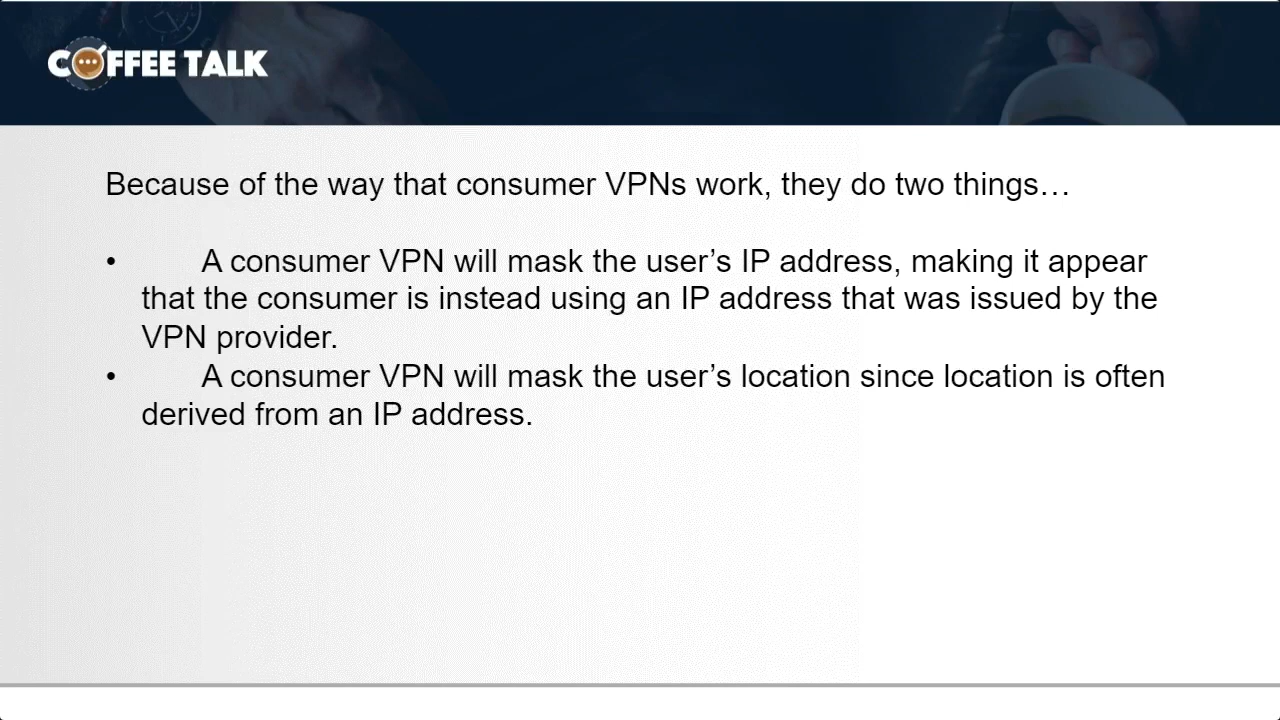 COFFEE TALK
Because of the way that consumer VPNs work, they do two things…
• A consumer VPN will mask the user’s IP address, making it appear
that the consumer is instead using an IP address that was issued by the
VPN provider.
• A consumer VPN will mask the user’s location since location is often
derived from an IP address.